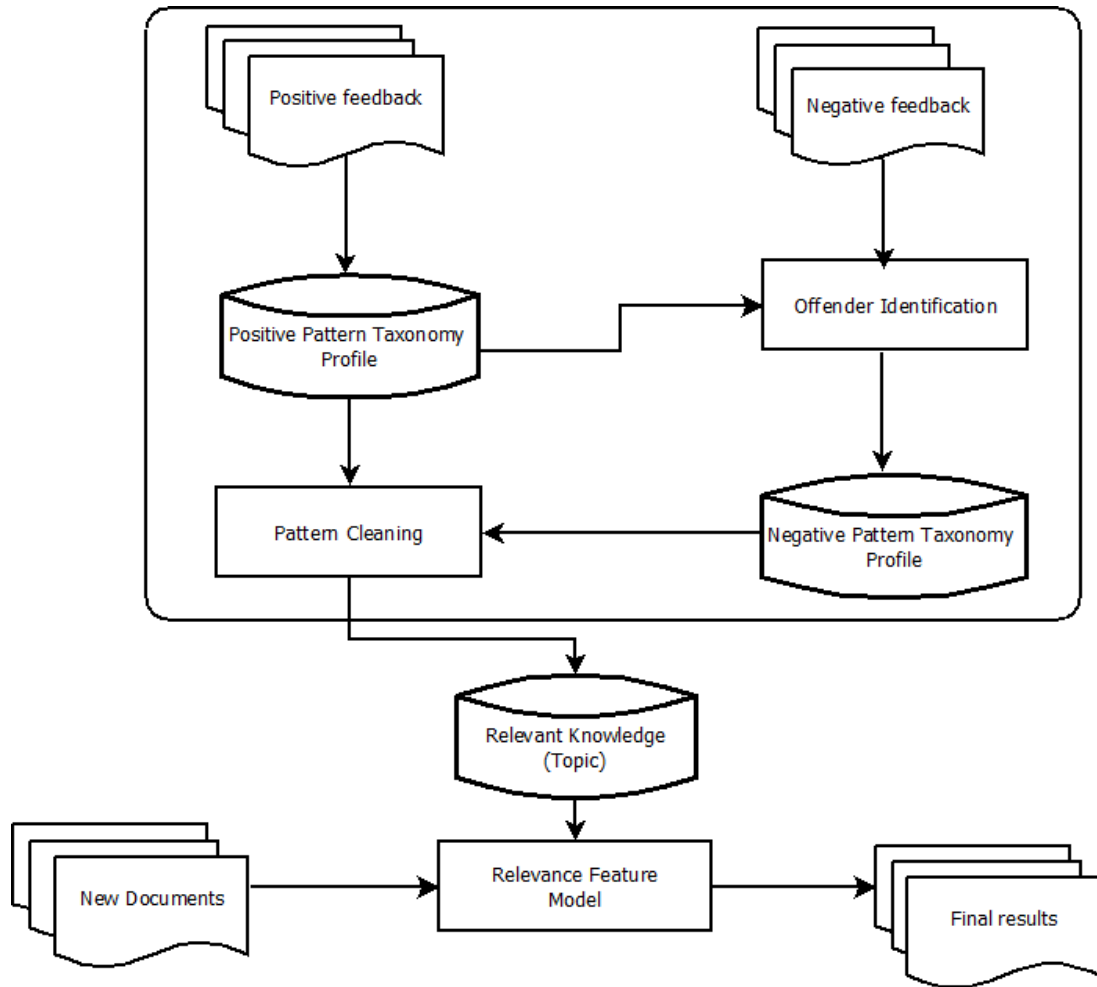 Positive feedback
Negative feedback
Offender Identification
Positive Pattern Taxonomy
Profile
Pattern Cleaning
Negative Pattern Taxonomy
Profile
Relevant Knowledge
(Topic)
New Documents
Relevance Feature
Model
Final results